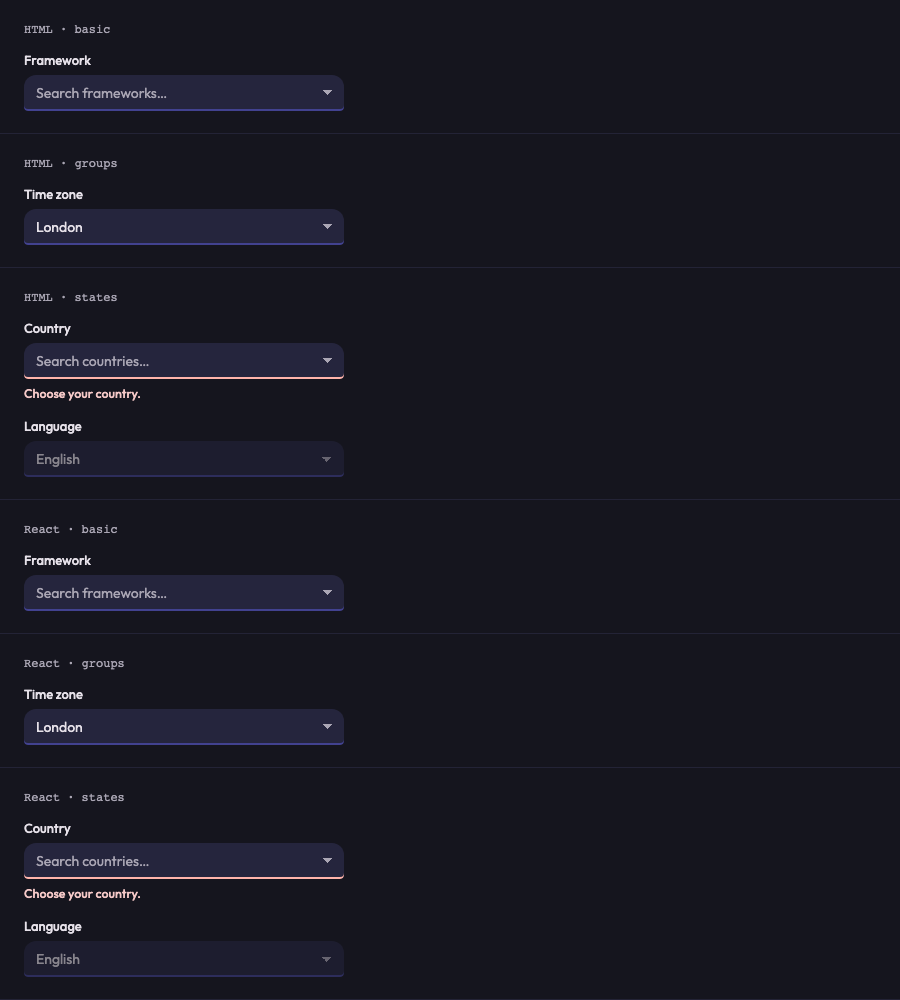 HTML · basic
Framework
Search frameworks…
HTML · groups
Time zone
London
HTML · states
Country
Search countries…
Choose your country.
Language
English
React · basic
Framework
Search frameworks…
React · groups
Time zone
London
React · states
Country
Search countries…
Choose your country.
Language
English